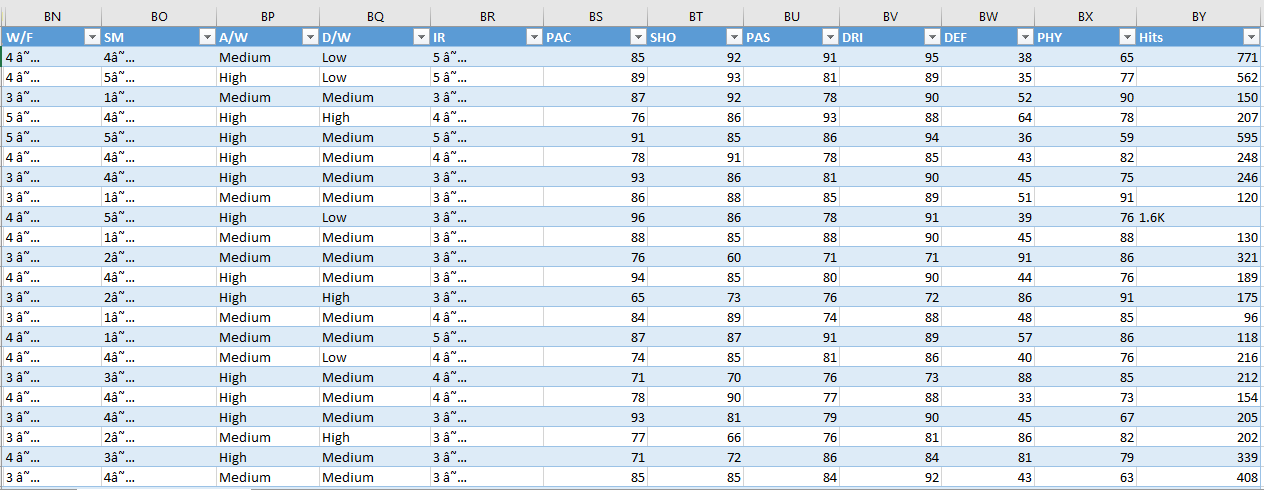 BN BO BP BQ BR BS BT BU BV BW BX BY
W/F SM A/W D/W IR PAC SHO PAS DRI DEF PHY Hits
4 â˜… 4â˜… Medium Low 5 â˜… 85 92 91 95 38 65 771
4 â˜… 5â˜… High Low 5 â˜… 89 93 81 89 35 77 562
3 â˜… 1â˜… Medium Medium 3 â˜… 87 92 78 90 52 90 150
5 â˜… 4â˜… High High 4 â˜… 76 86 93 88 64 78 207
5 â˜… 5â˜… High Medium 5 â˜… 91 85 86 94 36 59 595
4 â˜… 4â˜… High Medium 4 â˜… 78 91 78 85 43 82 248
3 â˜… 4â˜… High Medium 3 â˜… 93 86 81 90 45 75 246
3 â˜… 1â˜… Medium Medium 3 â˜… 86 88 85 89 51 91 120
4 â˜… 5â˜… High Low 3 â˜… 96 86 78 91 39 76 1.6K
4 â˜… 1â˜… Medium Medium 3 â˜… 88 85 88 90 45 88 130
3 â˜… 2â˜… Medium Medium 3 â˜… 76 60 71 71 91 86 321
4 â˜… 4â˜… High Medium 3 â˜… 94 85 80 90 44 76 189
3 â˜… 2â˜… High High 3 â˜… 65 73 76 72 86 91 175
3 â˜… 1â˜… Medium Medium 4 â˜… 84 89 74 88 48 85 96
4 â˜… 1â˜… Medium Medium 5 â˜… 87 87 91 89 57 86 118
4 â˜… 4â˜… Medium Low 4 â˜… 74 85 81 86 40 76 216
3 â˜… 3â˜… High Medium 4 â˜… 71 70 76 73 88 85 212
4 â˜… 4â˜… High Medium 4 â˜… 78 90 77 88 33 73 154
3 â˜… 4â˜… High Medium 3 â˜… 93 81 79 90 45 67 205
3 â˜… 2â˜… Medium High 3 â˜… 77 66 76 81 86 82 202
4 â˜… 3â˜… High Medium 3 â˜… 71 72 86 84 81 79 339
3 â˜… 4â˜… Medium Medium 3 â˜… 85 85 84 92 43 63 408